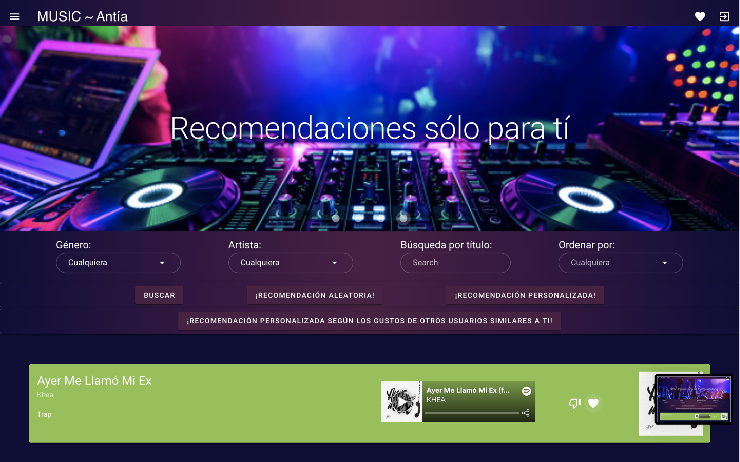 MUSIC ~ Antía
Recomendaciones sólo para tí
Género: Artista: Búsqueda por título: Ordenar por:
Cualquiera Cualquiera Search Cualquiera
BUSCAR ¡RECOMENDACIÓN ALEATORIA! ¡RECOMENDACIÓN PERSONALIZADA!
¡RECOMENDACIÓN PERSONALIZADA SEGÚN LOS GUSTOS DE OTROS USUARIOS SIMILARES A TI!
Ayer Me Llamó Mi Ex
Khea
Trap
Ayer Me Llamó Mi Ex (f...
KHEA